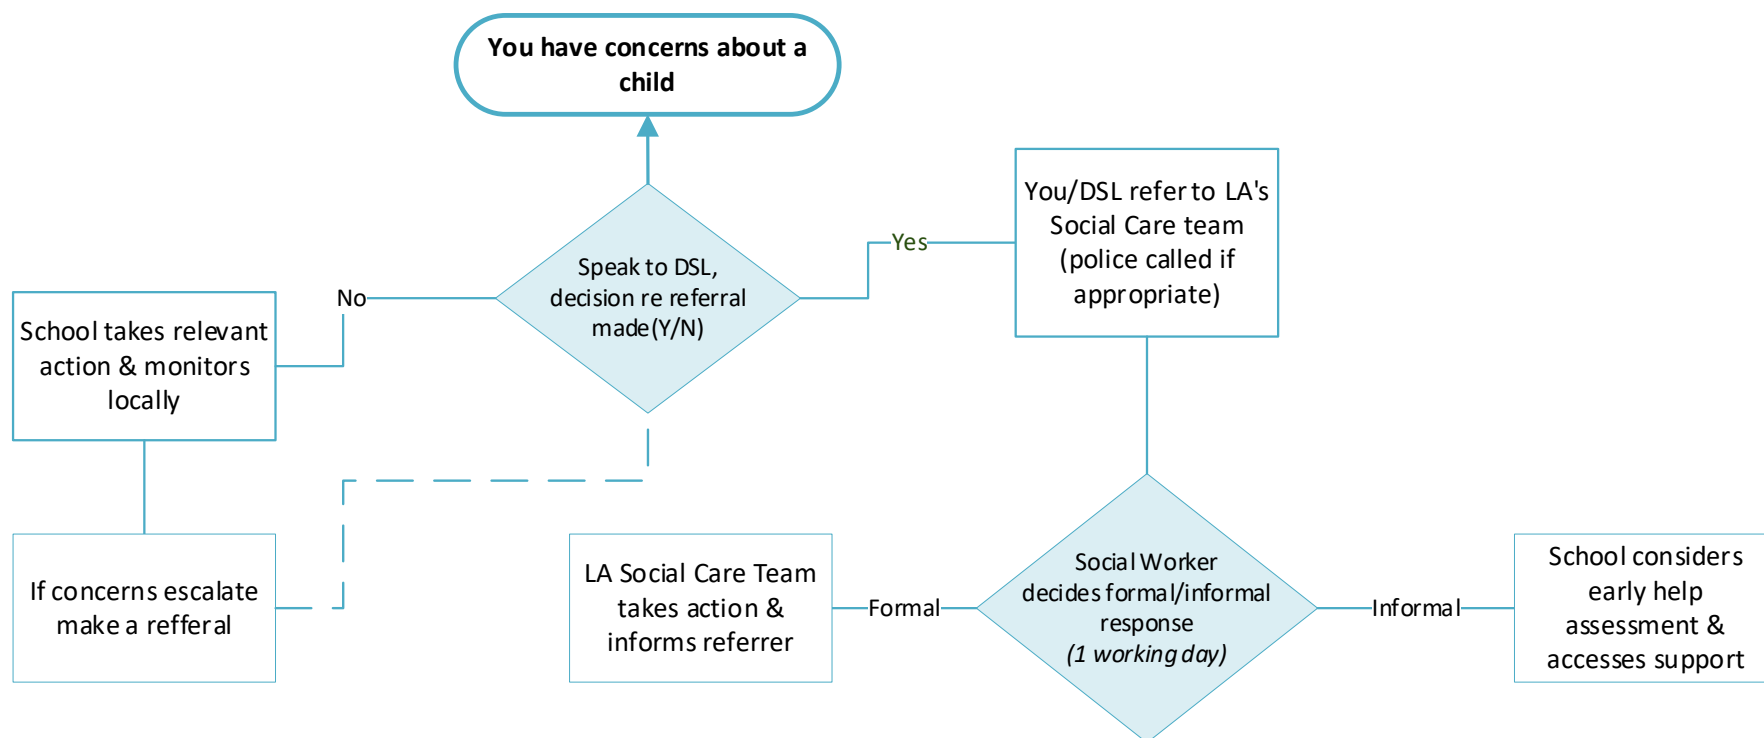 You have concerns about a
child
Speak to DSL,
decision re referral
made(Y/N)
No
School takes relevant
action & monitors
locally
If concerns escalate
make a refferal
Yes
You/DSL refer to LA's
Social Care team
(police called if
appropriate)
Social Worker
decides formal/informal
response
(1 working day)
Formal
LA Social Care Team
takes action &
informs referrer
Informal
School considers
early help
assessment &
accesses support